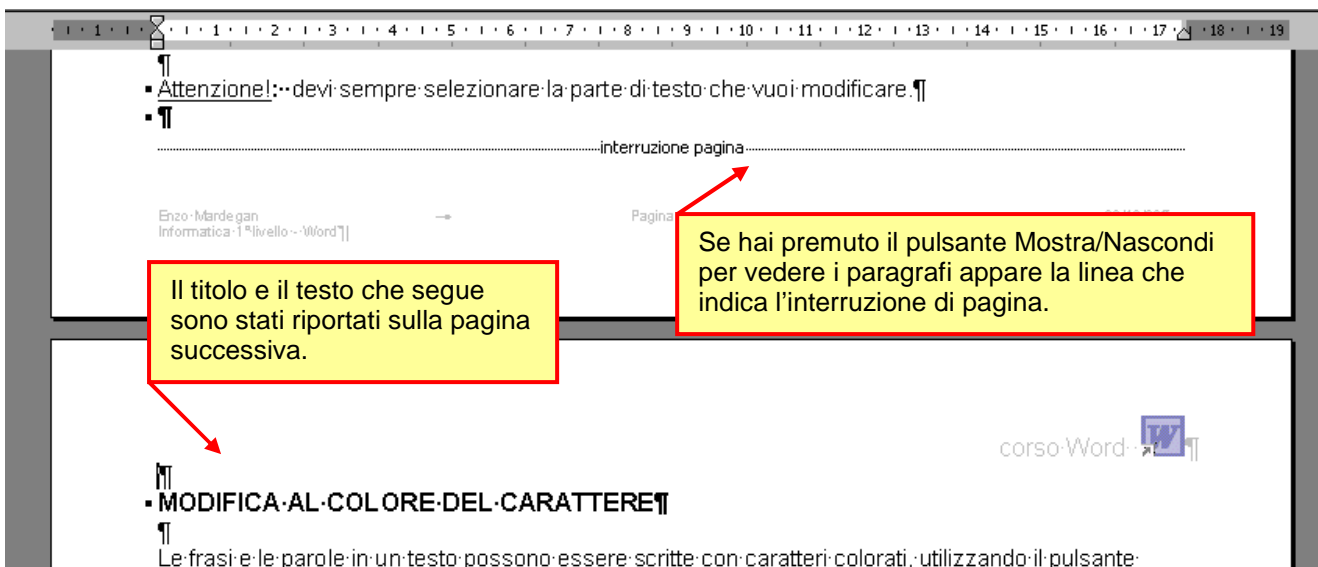 · 1 · 1 · 1 · 1 · 1 · 2 · 1 · 3 · 1 · 4 · 1 · 5 · 1 · 6 · 1 · 7 · 1 · 8 · 1 · 9 · 1 · 10 · 1 · 11 · 1 · 12 · 1 · 13 · 1 · 14 · 1 · 15 · 1 · 16 · 1 · 17 · 18 · 1 · 19
¶
▪ Attenzione!:··devi·sempre·selezionare·la·parte·di·testo·che·vuoi·modificare.¶
▪ ¶
interruzione pagina
Enzo·Mardegan → Pagina
Informatica·1ª·livello·-·Word¶
Se hai premuto il pulsante Mostra/Nascondi
per vedere i paragrafi appare la linea che
indica l’interruzione di pagina.
Il titolo e il testo che segue
sono stati riportati sulla pagina
successiva.
corso·Word·· W ¶
¶
▪ MODIFICA·AL·COLORE·DEL·CARATTERE¶
¶
Le·frasi·e·le·parole·in·un·testo·possono·essere·scritte·con·caratteri·colorati,·utilizzando·il·pulsante·